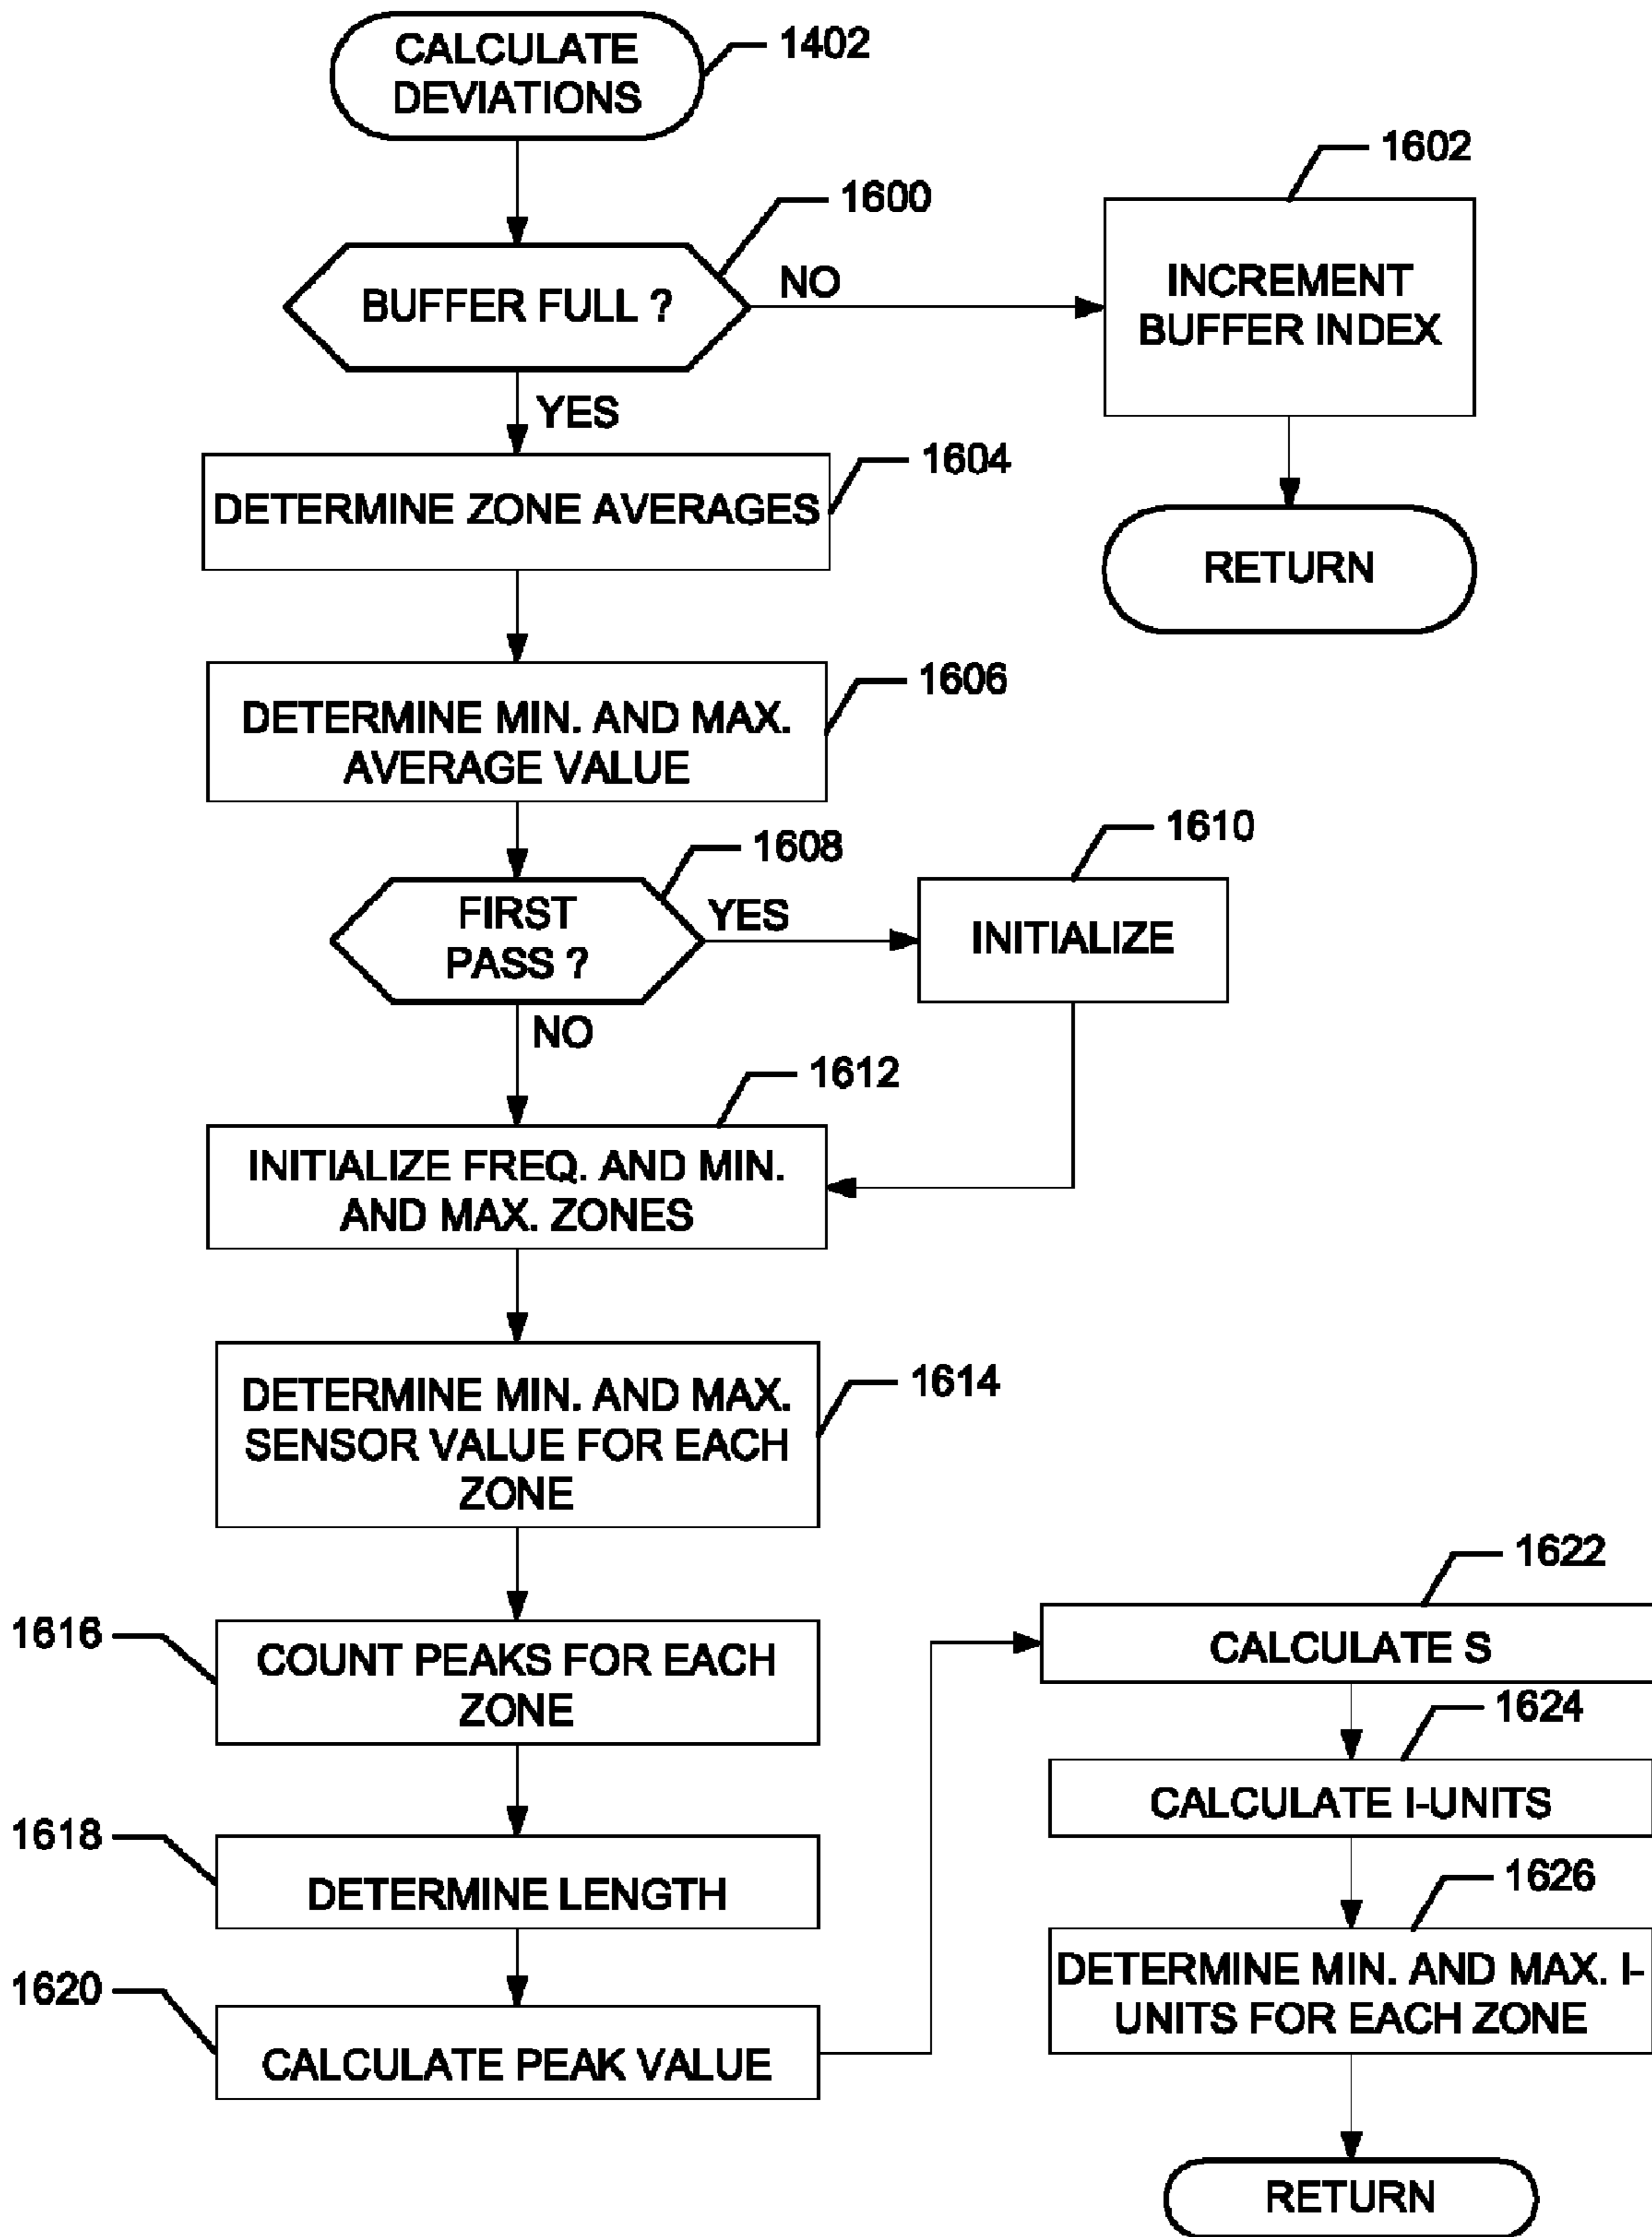 CALCULATE
DEVIATIONS
1402
1602
1600
INCREMENT
BUFFER INDEX
BUFFER FULL ?
NO
YES
1604
DETERMINE ZONE AVERAGES
RETURN
1606
DETERMINE MIN. AND MAX.
AVERAGE VALUE
1608
1610
FIRST
PASS ?
YES
INITIALIZE
NO
1612
INITIALIZE FREQ. AND MIN.
AND MAX. ZONES
1614
DETERMINE MIN. AND MAX.
SENSOR VALUE FOR EACH
ZONE
1616
COUNT PEAKS FOR EACH
ZONE
1618
DETERMINE LENGTH
1620
CALCULATE PEAK VALUE
1622
CALCULATE S
1624
CALCULATE I-UNITS
1626
DETERMINE MIN. AND MAX. I-
UNITS FOR EACH ZONE
RETURN